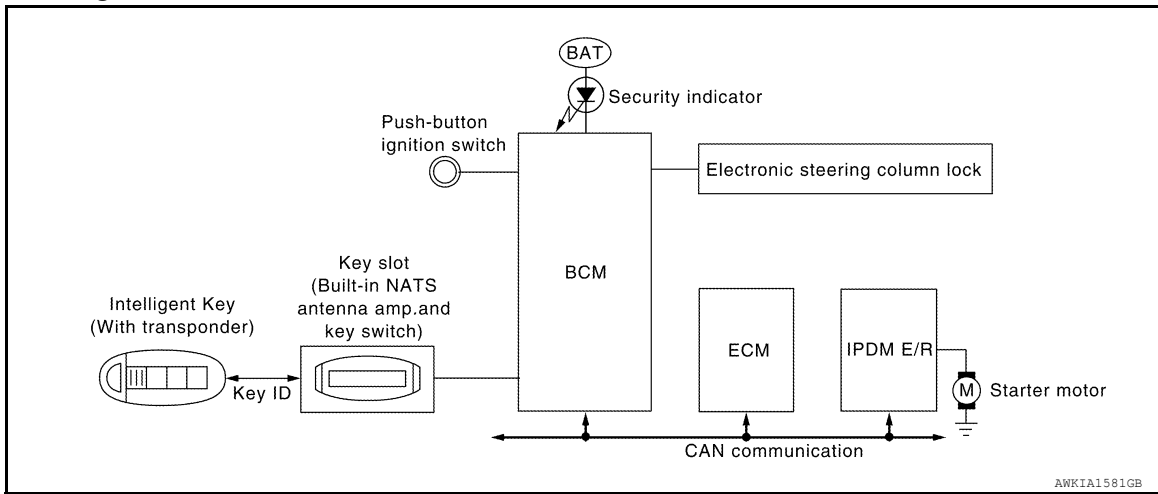 BAT
Security indicator
Push-button
ignition switch
Electronic steering column lock
BCM
Key slot
(Built-in NATS
antenna amp.and
key switch)
Intelligent Key
(With transponder)
Key ID
ECM
IPDM E/R
M
Starter motor
CAN communication
AWKIA1581GB